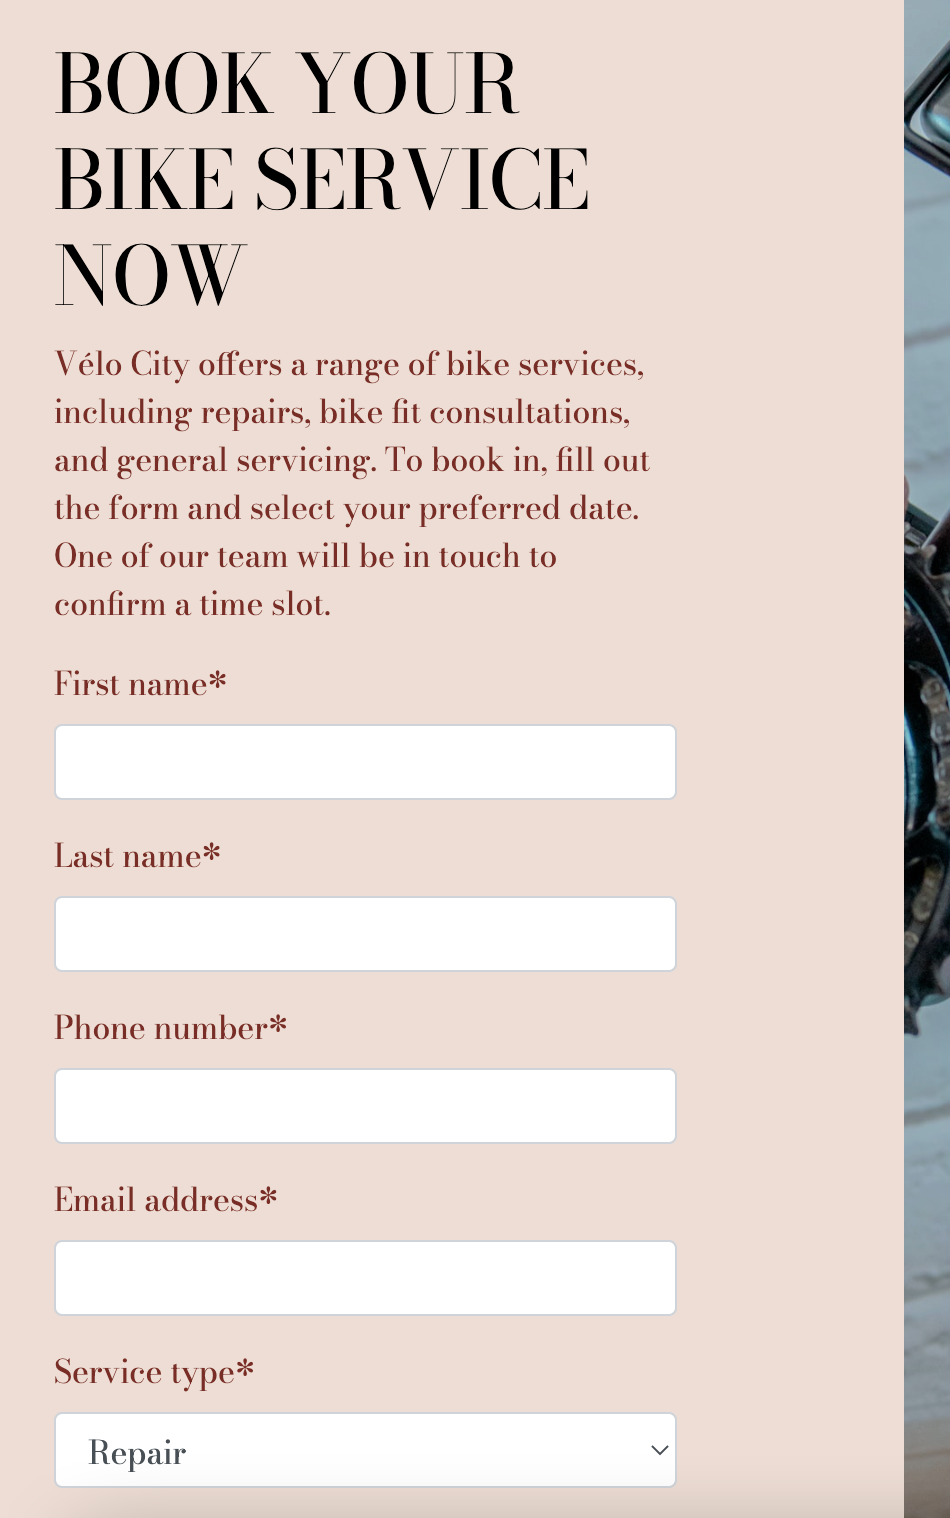 BOOK YOUR
BIKE SERVICE
NOW
Vélo City offers a range of bike services,
including repairs, bike fit consultations,
and general servicing. To book in, fill out
the form and select your preferred date.
One of our team will be in touch to
confirm a time slot.
First name*
Last name*
Phone number*
Email address*
Service type*
Repair